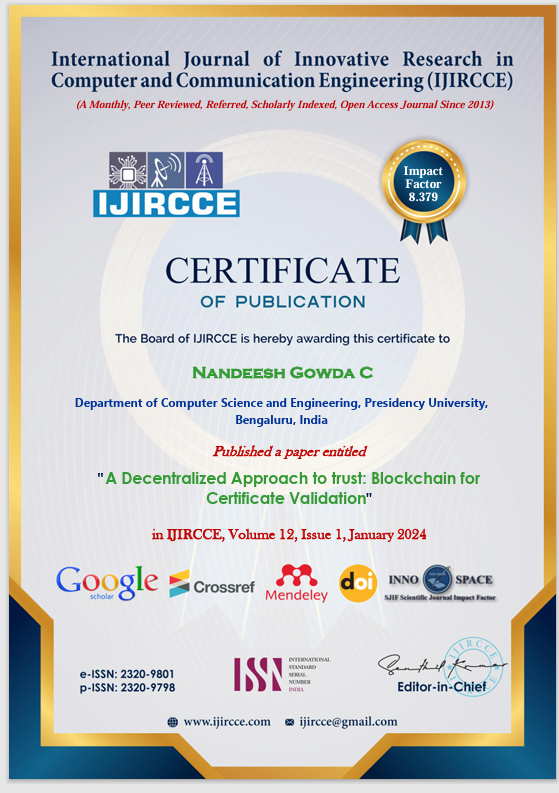 International Journal of Innovative Research in
Computer and Communication Engineering (IJIRCCE)
(A Monthly, Peer Reviewed, Referred, Scholarly Indexed, Open Access Journal Since 2013)
IJIRCCE
Impact
Factor
8.379
CERTIFICATE
OF PUBLICATION
The Board of IJIRCCE is hereby awarding this certificate to
Nandeesh Gowda C
Department of Computer Science and Engineering, Presidency University,
Bengaluru, India
Published a paper entitled
"A Decentralized Approach to trust: Blockchain for
Certificate Validation"
in IJIRCCE, Volume 12, Issue 1, January 2024
Google
scholar
Crossref
Mendeley
doi
INNO SPACE
SJIF Scientific Journal Impact Factor
e-ISSN: 2320-9801
p-ISSN: 2320-9798
ISSN
INTERNATIONAL
STANDARD
SERIAL
NUMBER
INDIA
Senthil Kumar
IJIRCCE
Editor-in-Chief
www.ijircce.com ijircce@gmail.com